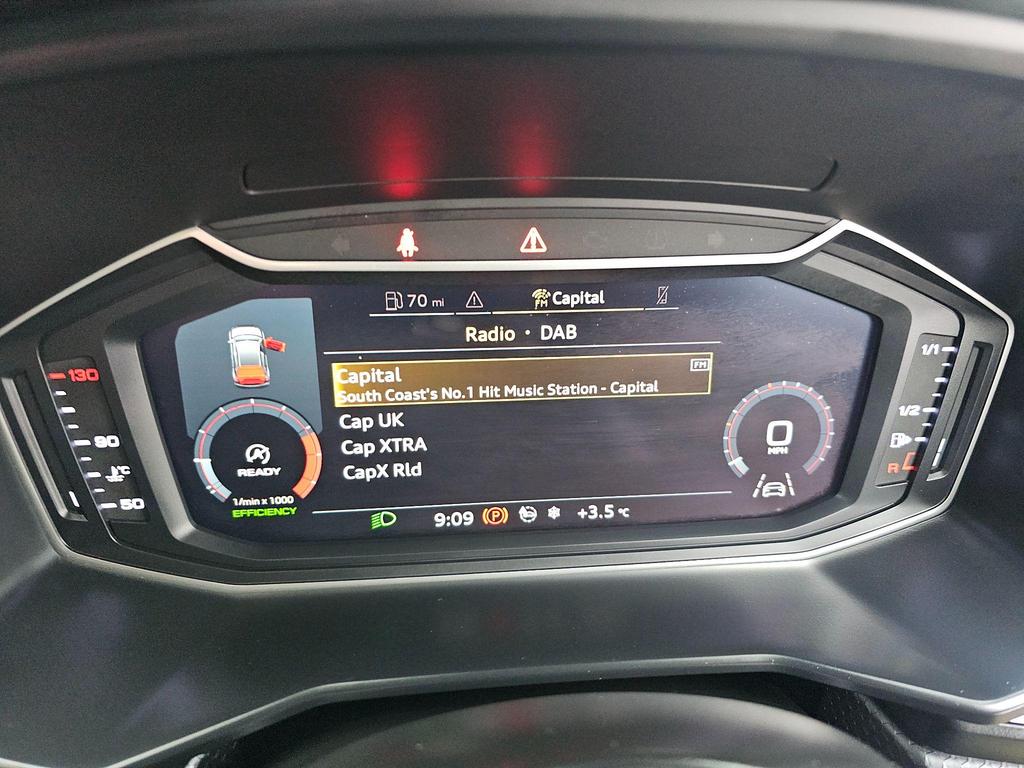 70 mi
FM Capital
Radio • DAB
Capital FM
South Coast's No.1 Hit Music Station - Capital
Cap UK
Cap XTRA
CapX Rld
130
90
°C
50
READY
1/min x 1000
EFFICIENCY
0
MPH
1/1
1/2
R
9:09 (P) +3.5 °C